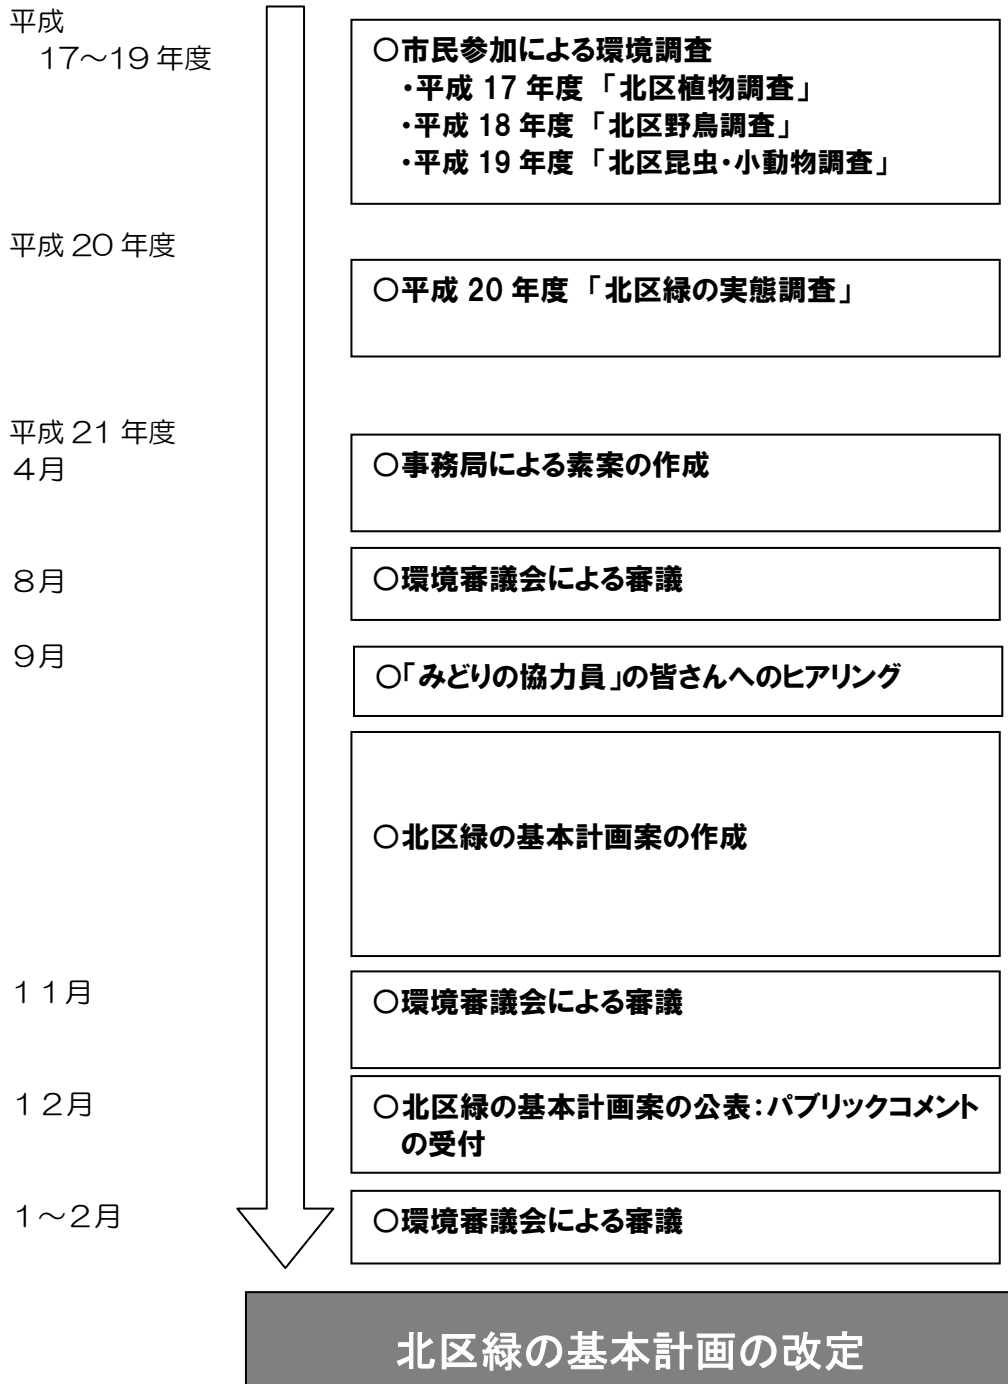 平成
17～19年度
○市民参加による環境調査
・平成 17 年度 「北区植物調査」
・平成 18 年度 「北区野鳥調査」
・平成 19 年度 「北区昆虫・小動物調査」
平成 20 年度
○平成 20 年度 「北区緑の実態調査」
平成 21 年度
4月
○事務局による素案の作成
8月
○環境審議会による審議
9月
○「みどりの協力員」の皆さんへのヒアリング
○北区緑の基本計画案の作成
１１月
○環境審議会による審議
１２月
○北区緑の基本計画案の公表：パブリックコメント
の受付
1～2月
○環境審議会による審議
北区緑の基本計画の改定